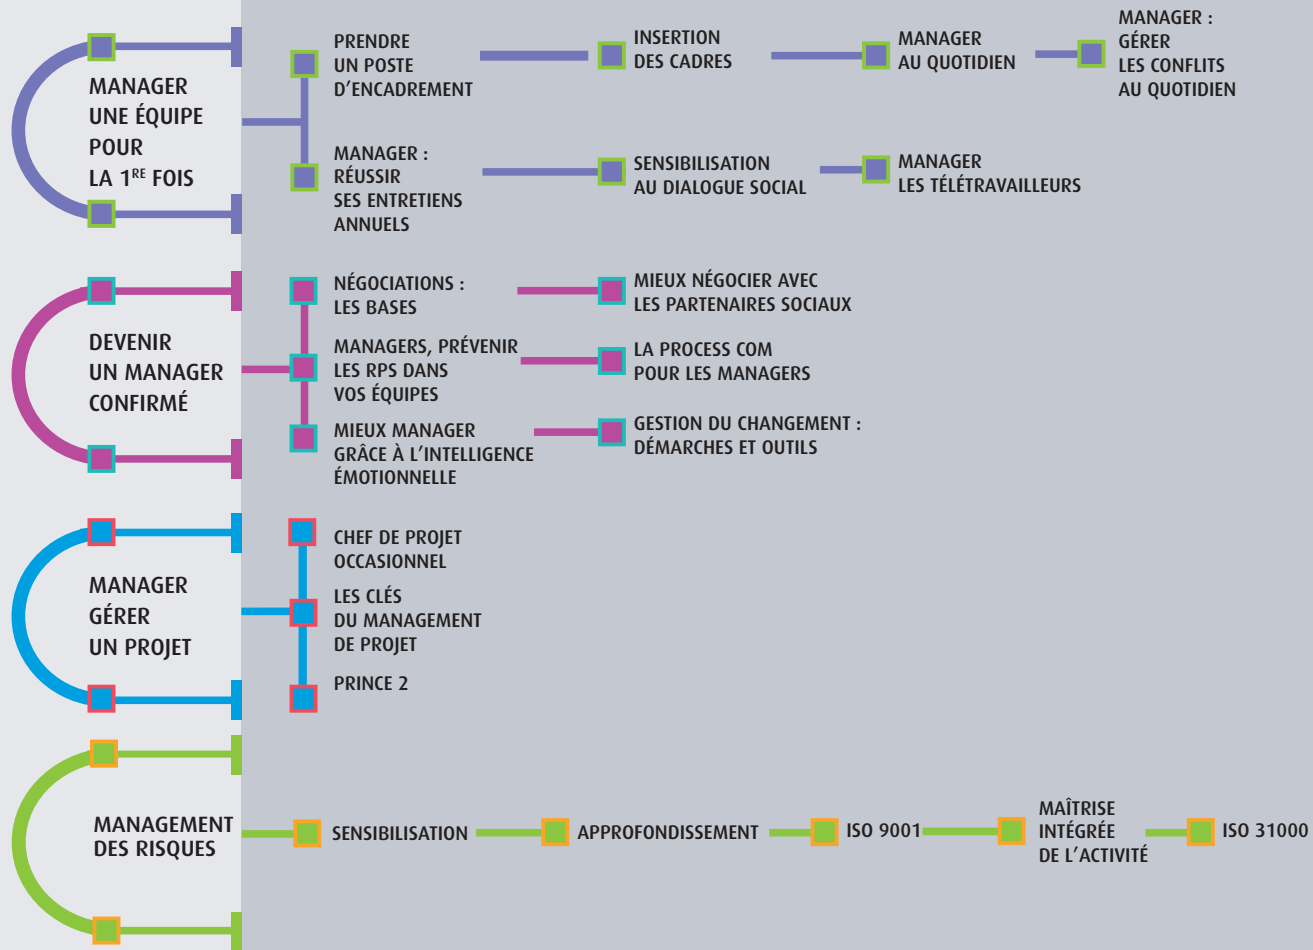 MANAGER
UNE ÉQUIPE
POUR
LA 1RE FOIS
PRENDRE
UN POSTE
D'ENCADREMENT
INSERTION
DES CADRES
MANAGER
AU QUOTIDIEN
MANAGER :
GÉRER
LES CONFLITS
AU QUOTIDIEN
MANAGER :
RÉUSSIR
SES ENTRETIENS
ANNUELS
SENSIBILISATION
AU DIALOGUE SOCIAL
MANAGER
LES TÉLÉTRAVAILLEURS
DEVENIR
UN MANAGER
CONFIRMÉ
NÉGOCIATIONS :
LES BASES
MIEUX NÉGOCIER AVEC
LES PARTENAIRES SOCIAUX
MANAGERS, PRÉVENIR
LES RPS DANS
VOS ÉQUIPES
LA PROCESS COM
POUR LES MANAGERS
MIEUX MANAGER
GRÂCE À L'INTELLIGENCE
ÉMOTIONNELLE
GESTION DU CHANGEMENT :
DÉMARCHES ET OUTILS
MANAGER
GÉRER
UN PROJET
CHEF DE PROJET
OCCASIONNEL
LES CLÉS
DU MANAGEMENT
DE PROJET
PRINCE 2
MANAGEMENT
DES RISQUES
SENSIBILISATION
APPROFONDISSEMENT
ISO 9001
MAÎTRISE
INTÉGRÉE
DE L'ACTIVITÉ
ISO 31000